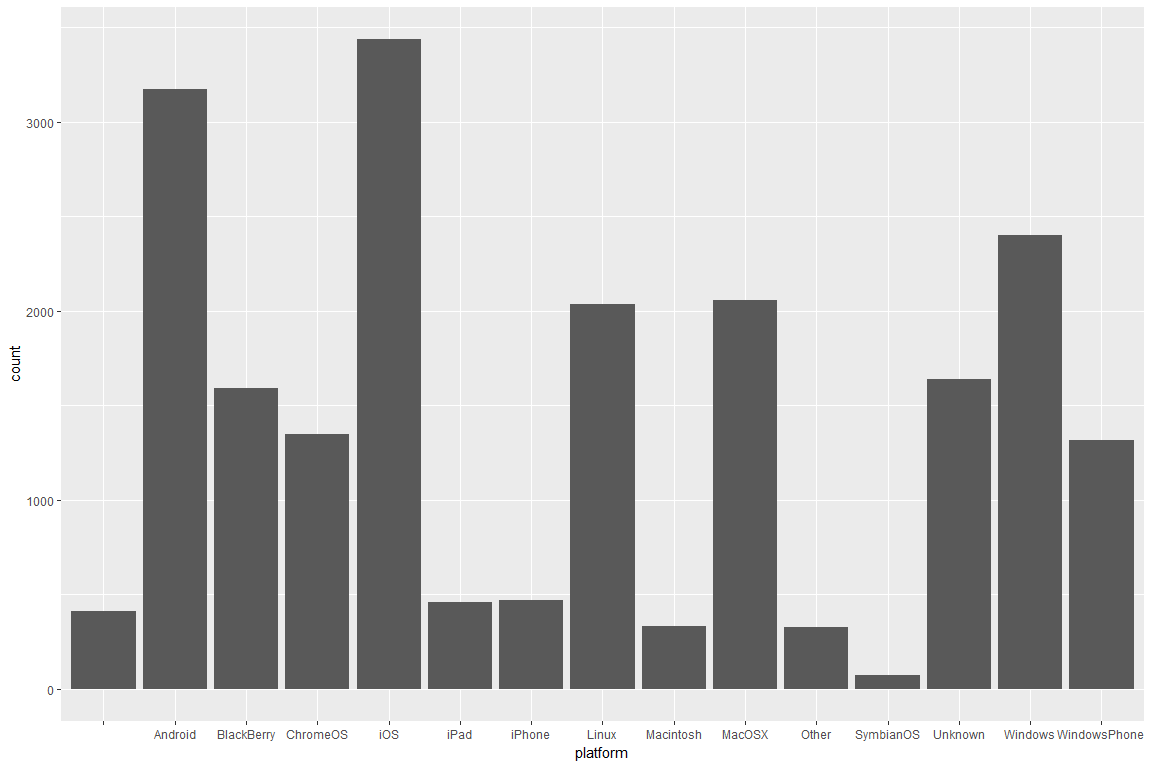 3000
2000
1000
0
count
Android BlackBerry ChromeOS iOS iPad iPhone Linux Macintosh MacOSX Other SymbianOS Unknown Windows WindowsPhone
platform